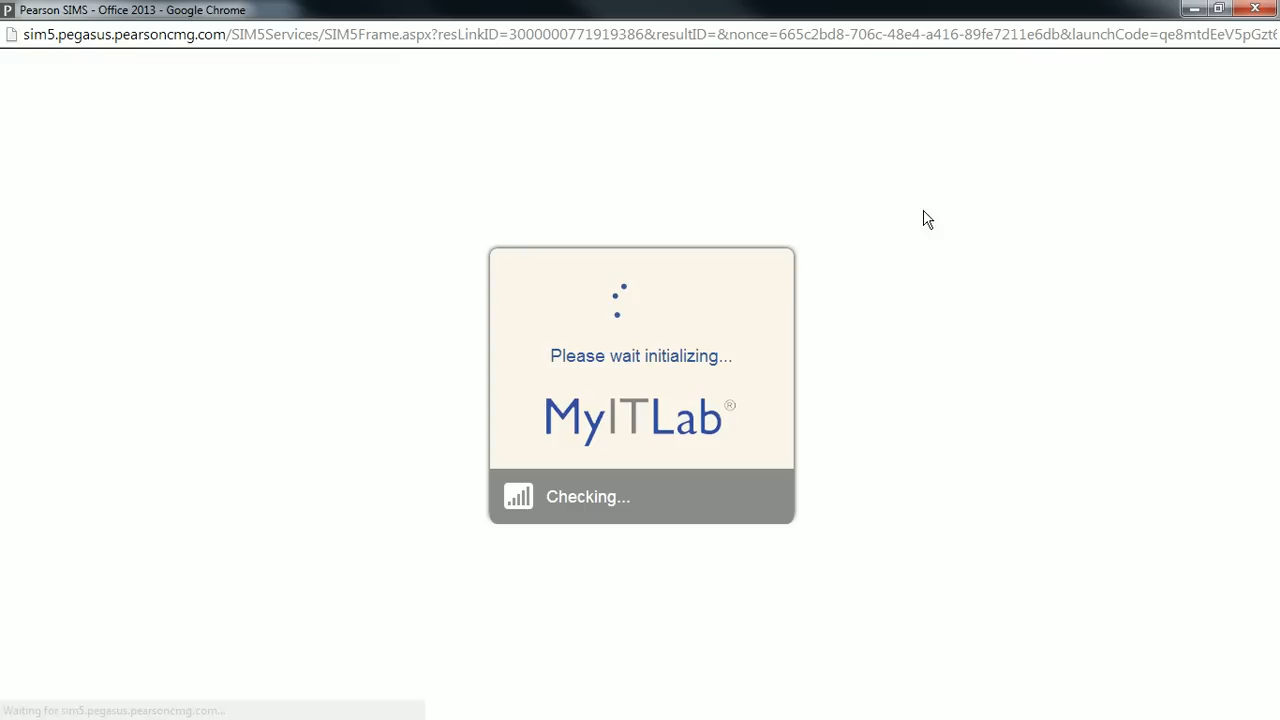 Pearson SIMS - Office 2013 - Google Chrome
sim5.pegasus.pearsoncmg.com/SIM5Services/SIM5Frame.aspx?resLinkID=3000000771919386&resultID=&nonce=665c2bd8-706c-48e4-a416-89fe7211e6db&launchCode=qe8mtdEeV5pGzt6
Please wait initializing...
MyITLab®
Checking...
Waiting for sim5.pegasus.pearsoncmg.com...